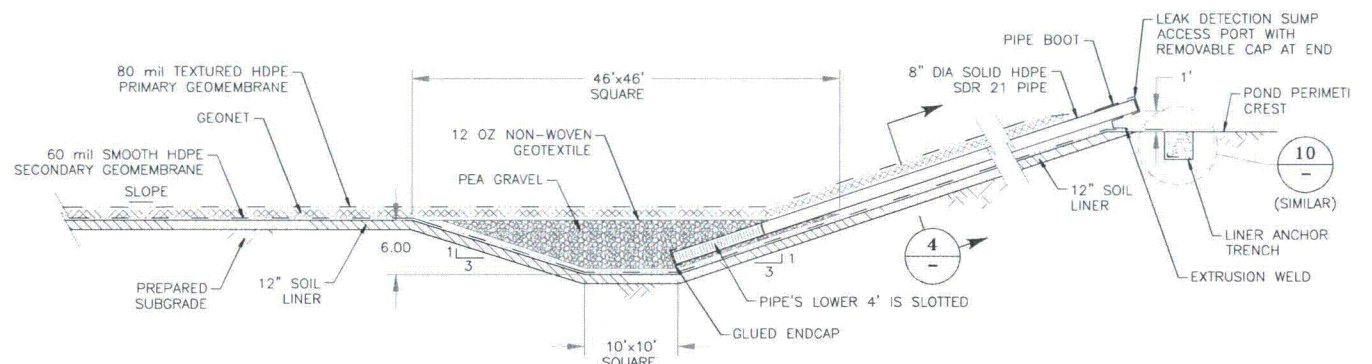 LEAK DETECTION SUMP
ACCESS PORT WITH
REMOVABLE CAP AT END
PIPE BOOT
8" DIA SOLID HDPE
SDR 21 PIPE
1'
POND PERIMETI
CREST
80 mil TEXTURED HDPE
PRIMARY GEOMEMBRANE
46'x46'
SQUARE
GEONET
12 OZ NON-WOVEN
GEOTEXTILE
60 mil SMOOTH HDPE
SECONDARY GEOMEMBRANE
PEA GRAVEL
SLOPE
10
-
(SIMILAR)
12" SOIL
LINER
4
-
LINER ANCHOR
TRENCH
6.00
1
3
3
1
EXTRUSION WELD
PREPARED
SUBGRADE
12" SOIL
LINER
PIPE'S LOWER 4' IS SLOTTED
GLUED ENDCAP
10'x10'
SQUARE